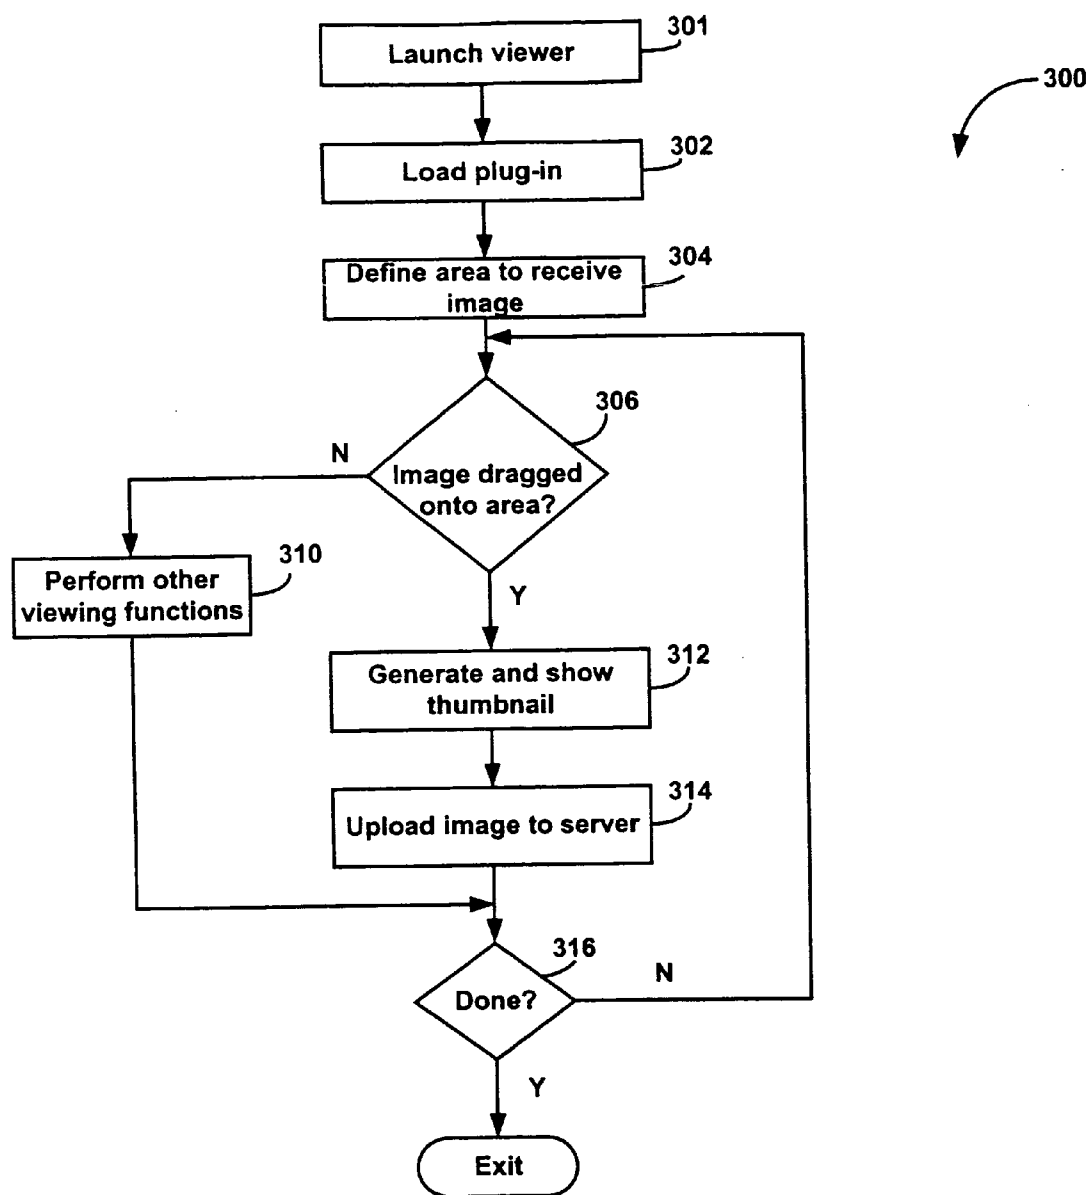 301
Launch viewer
300
302
Load plug-in
304
Define area to receive
image
306
N
Image dragged
onto area?
310
Perform other
viewing functions
Y
312
Generate and show
thumbnail
314
Upload image to server
316
N
Done?
Y
Exit